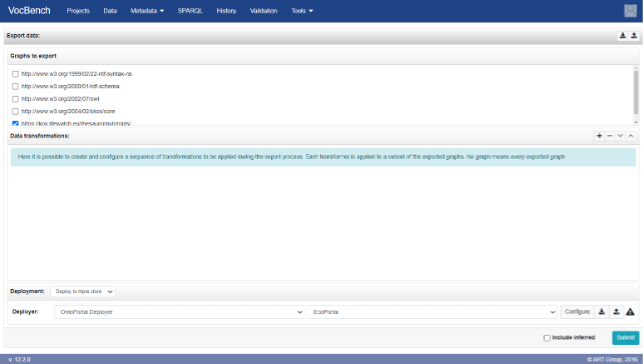 VocBench Projects Data Metadata SPARQL History Validation Tools
Export data:
Graphs to export
http://www.w3.org/1999/02/22-rdf-syntax-ns
http://www.w3.org/2000/01/rdf-schema
http://www.w3.org/2002/07/owl
http://www.w3.org/2004/02/skos/core
Data transformations:
Here it is possible to create and configure a sequence of transformations to be applied during the export process. Each transformer is applied to a subset of the exported graphs. No graph means every exported graph
Deployment: Deploy to triple store
Deployer: OntoPortal Deployer EcoPortal Configure
Include inferred Submit
v. 12.2.0 © ART Group, 2015